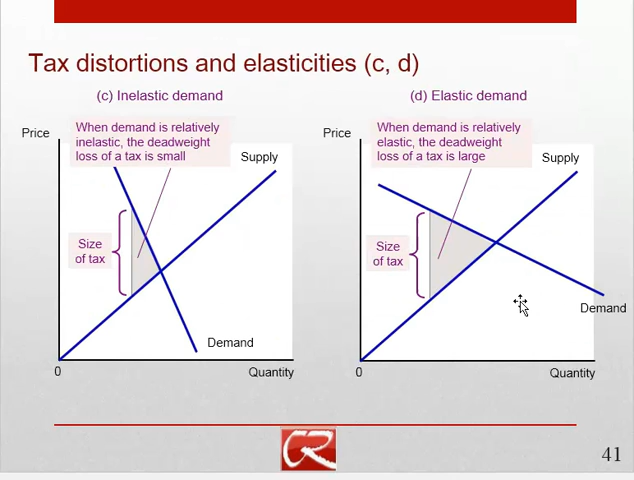 Tax distortions and elasticities (c, d)
(c) Inelastic demand
Price
When demand is relatively
inelastic, the deadweight
loss of a tax is small
Supply
Size
of tax
Demand
0
Quantity
(d) Elastic demand
Price
When demand is relatively
elastic, the deadweight
loss of a tax is large
Supply
Size
of tax
Demand
0
Quantity
CR
41